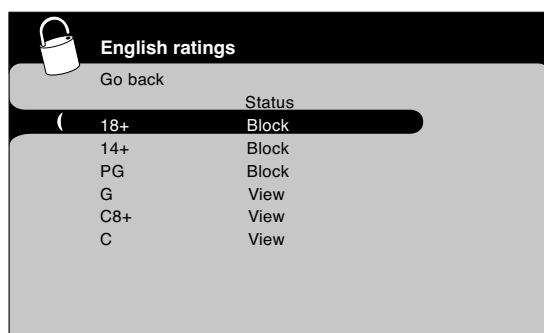 English ratings
Go back
Status
18+ Block
14+ Block
PG Block
G View
C8+ View
C View